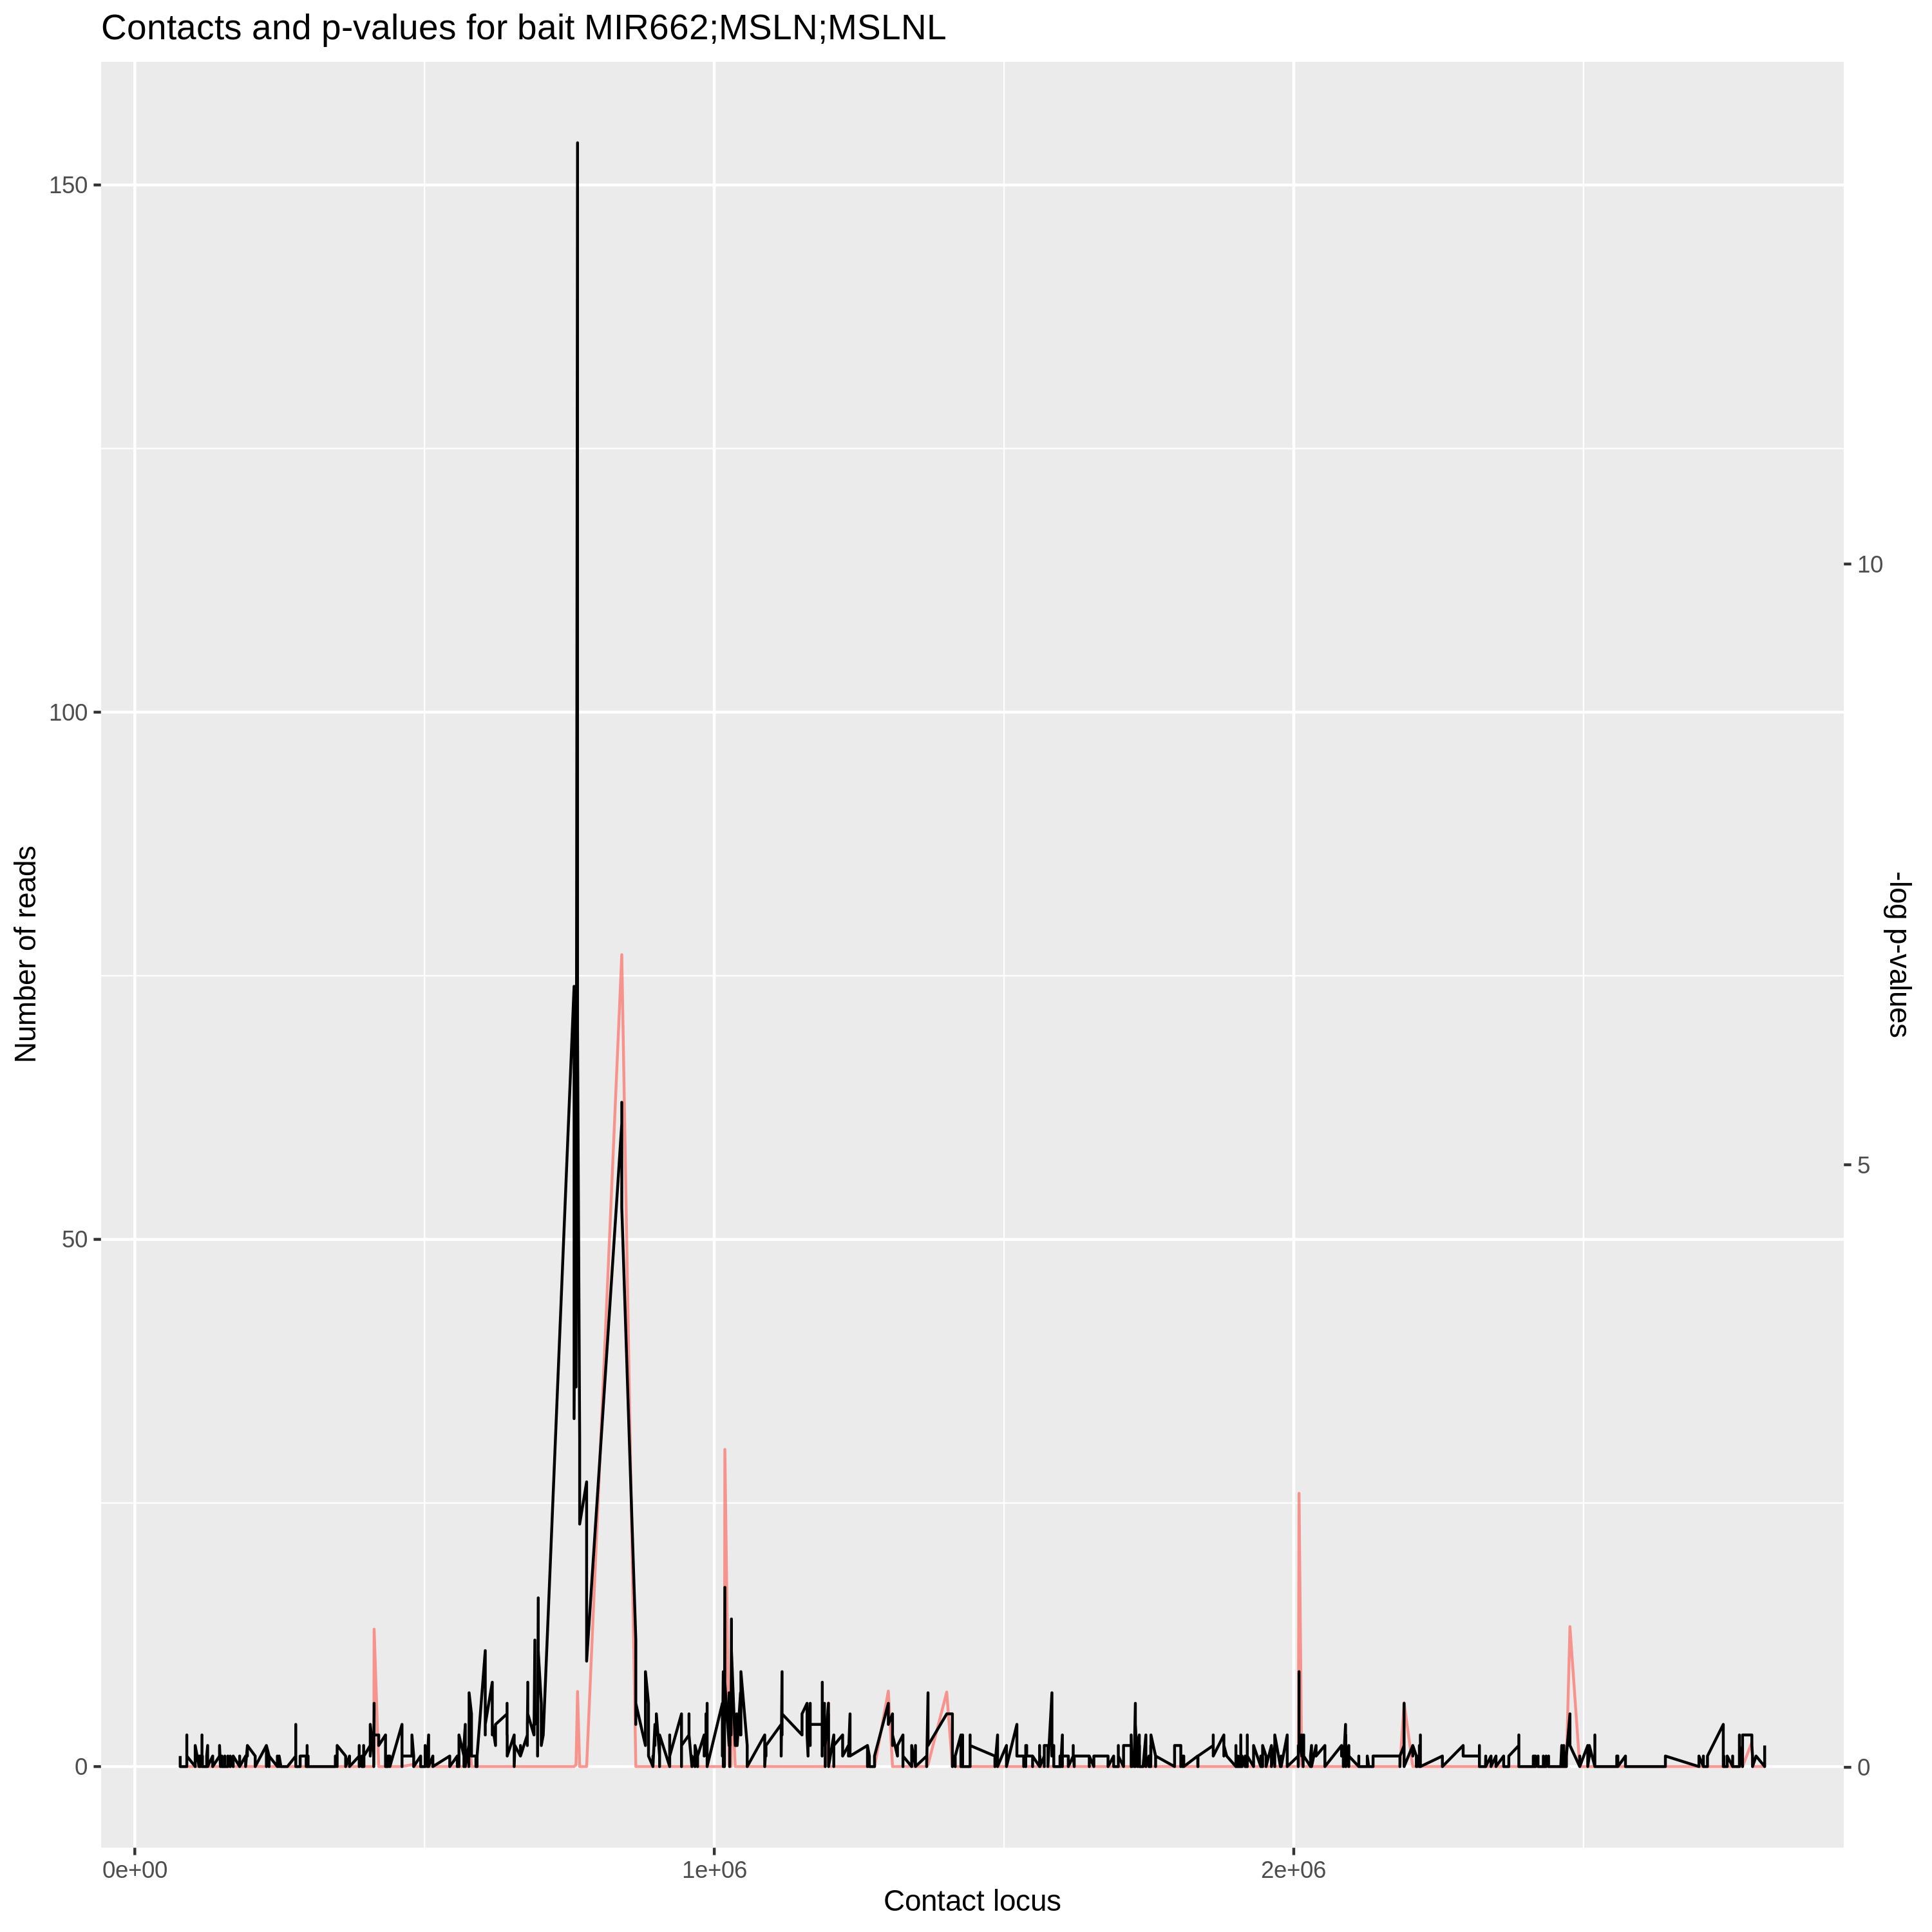 Contacts and p-values for bait MIR662;MSLN;MSLNL
150
100
50
0
Number of reads
10
5
0
-log p-values
0e+00
1e+06
2e+06
Contact locus